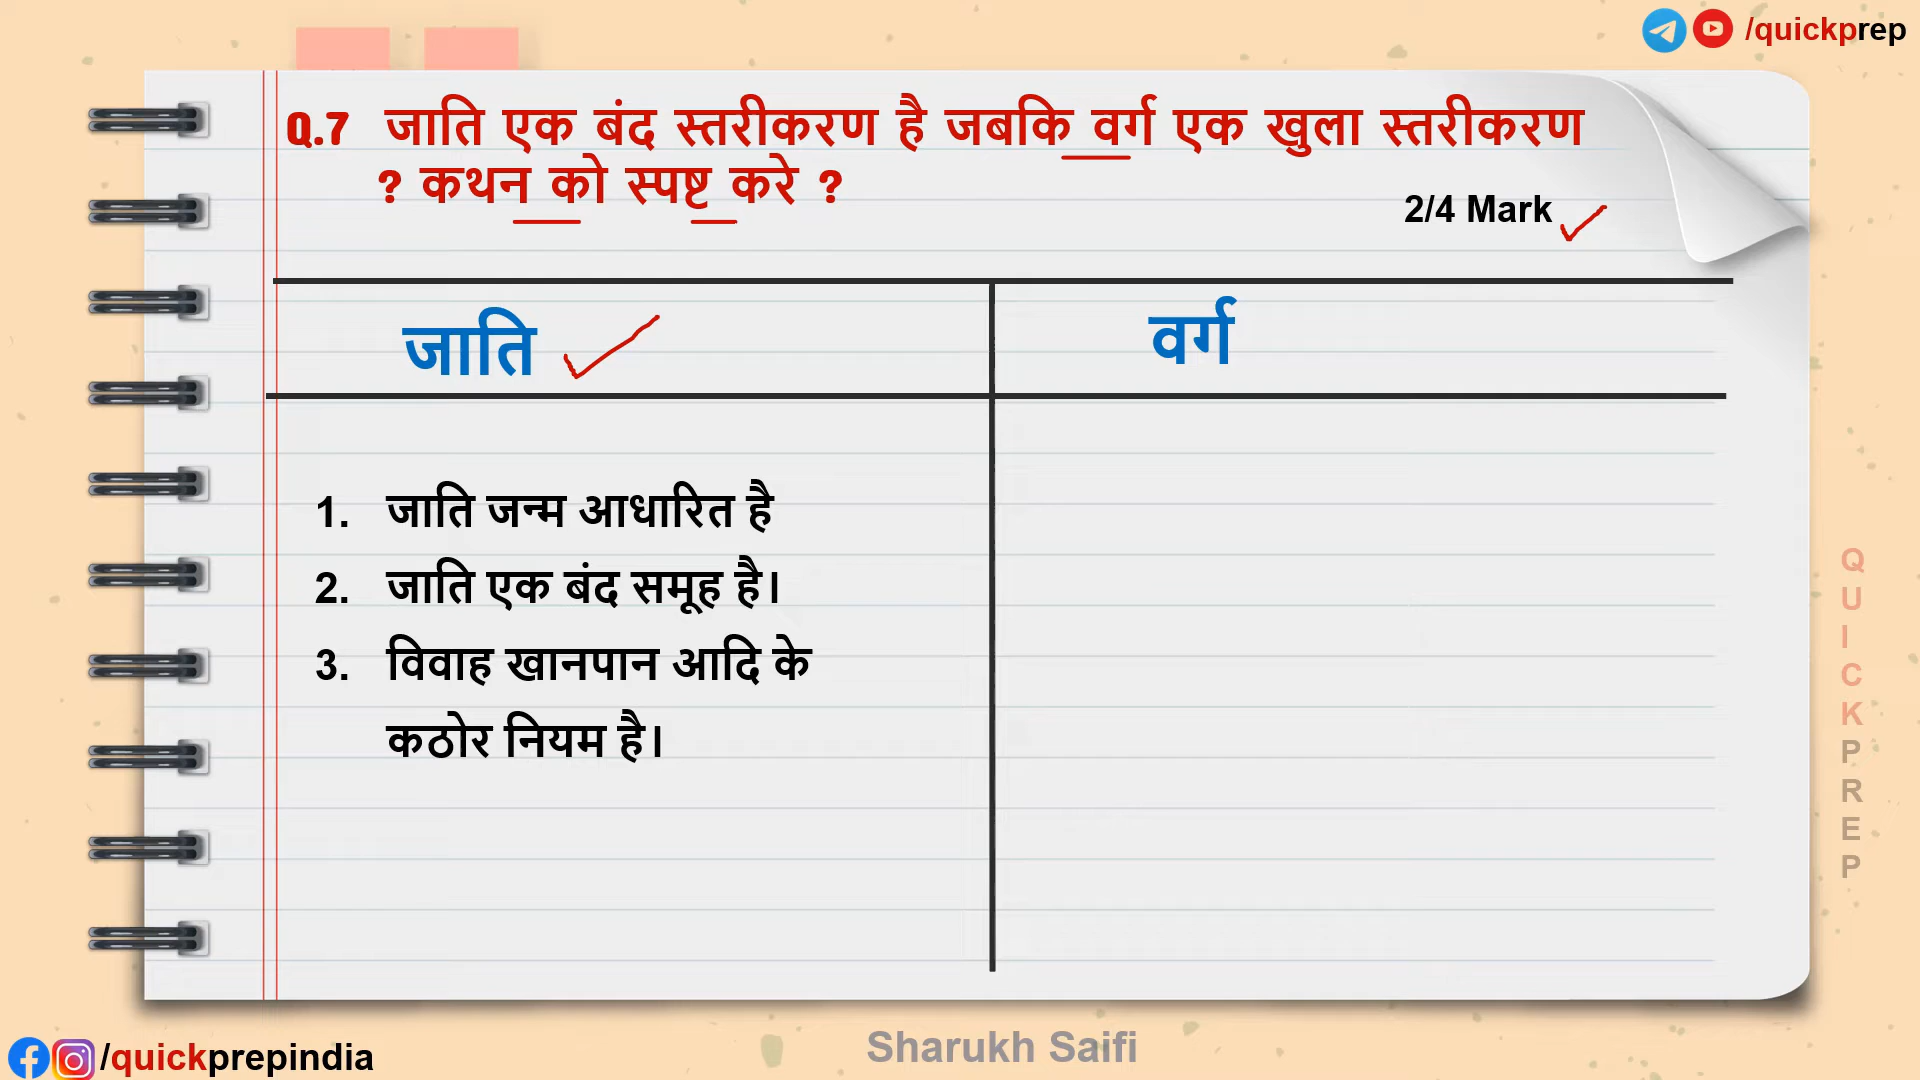 /quickprep
Q.7 जाति एक बंद स्तरीकरण है जबकि वर्ग एक खुला स्तरीकरण
? कथन को स्पष्ट करे ?
2/4 Mark
जाति
वर्ग
1. जाति जन्म आधारित है
2. जाति एक बंद समूह है।
3. विवाह खानपान आदि के
कठोर नियम है।
QUICKPREP
Sharukh Saifi
/quickprepindia